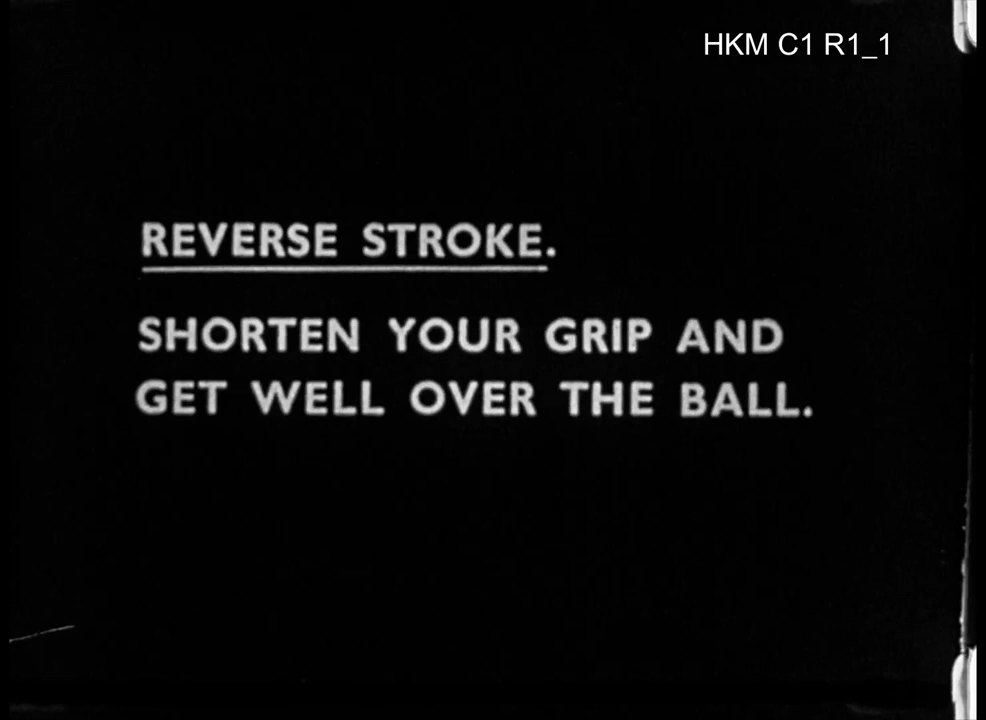 HKM C1 R1_1
REVERSE STROKE.
SHORTEN YOUR GRIP AND
GET WELL OVER THE BALL.